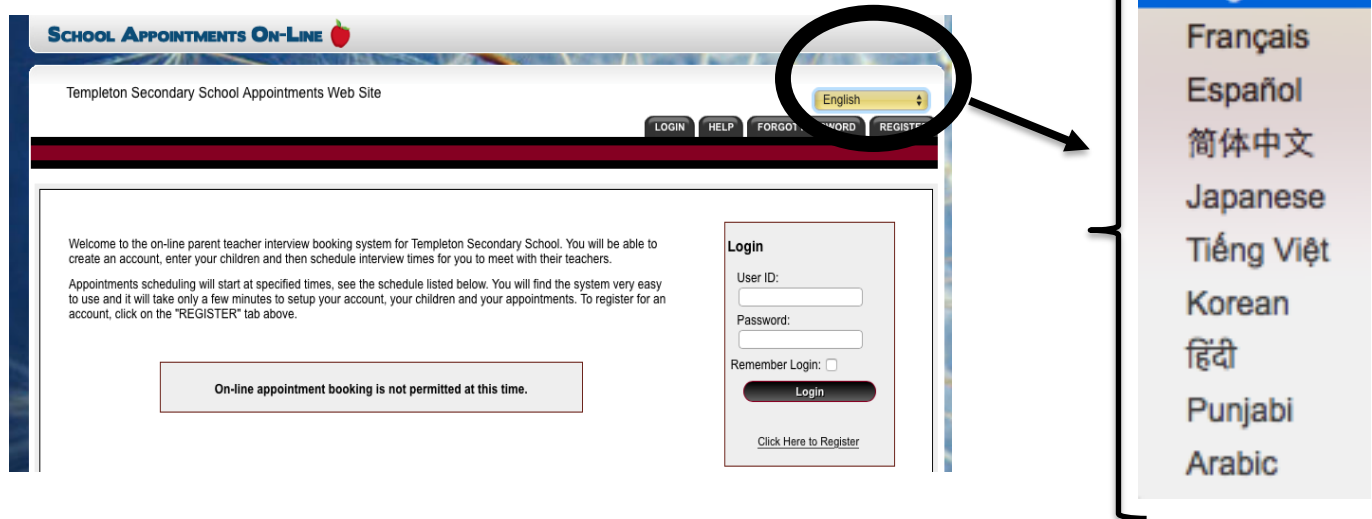 SCHOOL APPOINTMENTS ON-LINE
Templeton Secondary School Appointments Web Site
English
LOGIN HELP FORGOT REGISTER
Welcome to the on-line parent teacher interview booking system for Templeton Secondary School. You will be able to
create an account, enter your children and then schedule interview times for you to meet with their teachers.
Appointments scheduling will start at specified times, see the schedule listed below. You will find the system very easy
to use and it will take only a few minutes to setup your account, your children and your appointments. To register for an
account, click on the "REGISTER" tab above.
On-line appointment booking is not permitted at this time.
Login
User ID:
Password:
Remember Login:
Login
Click Here to Register
Français
Español
简体中文
Japanese
Tiếng Việt
Korean
हिंदी
Punjabi
Arabic